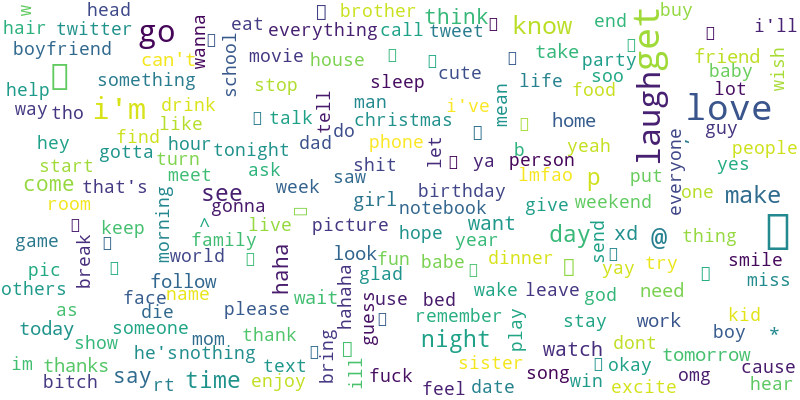 w head brother think buy
hair twitter go wanna eat everything call tweet know end get i'll
boyfriend can't school movie house take party friend wish
something stop sleep cute life soo baby
help i'm drink tell man i've mean food laugh lot love
way tho like talk christmas home guy
hey find hour dad do phone b yeah everyone ' people
gotta tonight let
start turn ask shit ya person yes
come that's meet see week saw girl birthday lmfao p put one make
room morning gonna notebook give weekend
keep ^ live picture want day send xd @ thing
game break family hope year
pic world haha look fun babe dinner yay try smile
others follow hahaha glad miss
as face name wait guess use bed wake leave god need
today die please remember play stay kid
show someone mom thank night work boy *
im thanks he's nothing bring text sister watch dont tomorrow
bitch say rt time enjoy ill fuck feel date song win okay excite omg cause hear